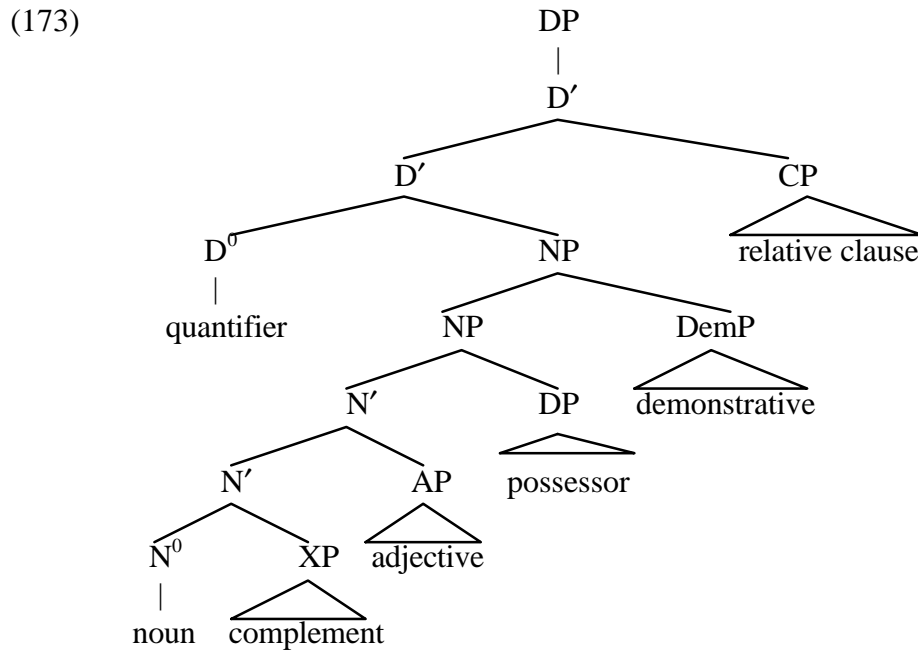 (173) DP
D′
D′ CP
D⁰ NP relative clause
quantifier NP DemP
N′ DP demonstrative
N′ AP possessor
N⁰ XP adjective
noun complement